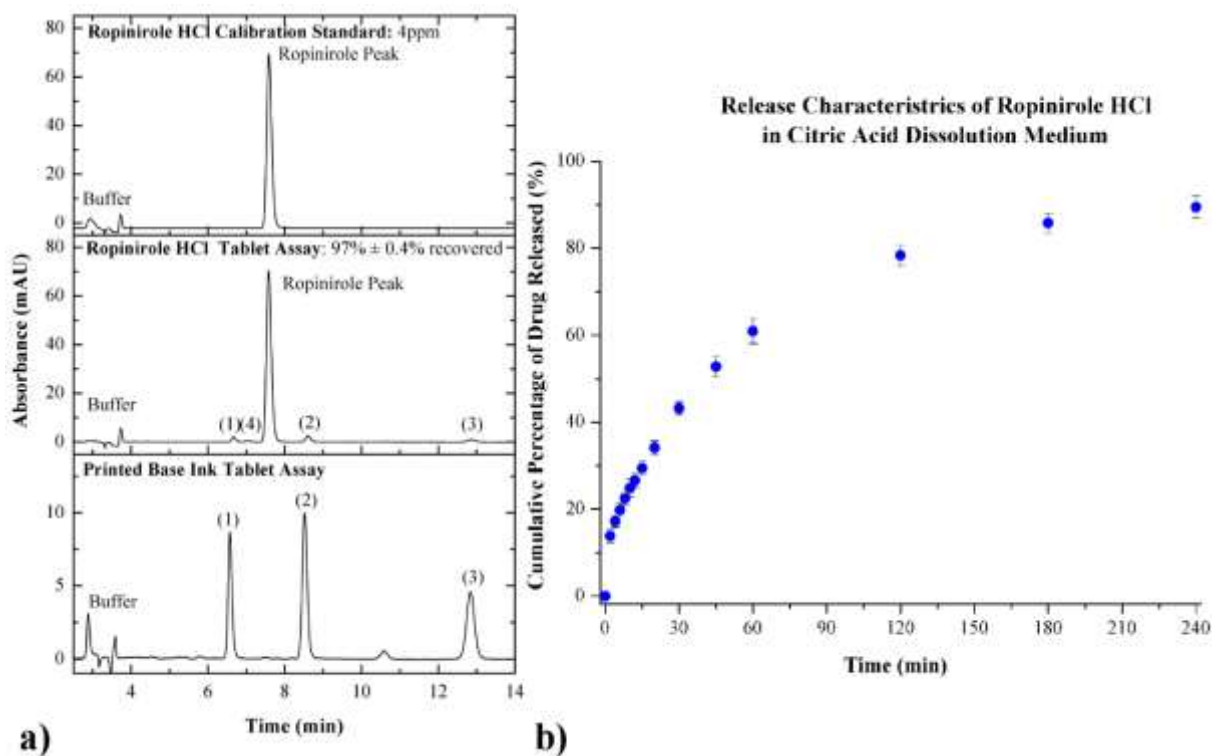 Ropinirole HCl Calibration Standard: 4ppm
Ropinirole Peak
Buffer
80
60
40
20
0
Ropinirole HCl Tablet Assay: 97% ± 0.4% recovered
Ropinirole Peak
Buffer
(1)(4)
(2)
(3)
80
60
40
20
0
Printed Base Ink Tablet Assay
(1)
(2)
(3)
Buffer
10
5
0
Absorbance (mAU)
4
6
8
10
12
14
Time (min)
a)
Release Characteristrics of Ropinirole HCl
in Citric Acid Dissolution Medium
Cumulative Percentage of Drug Released (%)
100
80
60
40
20
0
0
30
60
90
120
150
180
210
240
Time (min)
b)